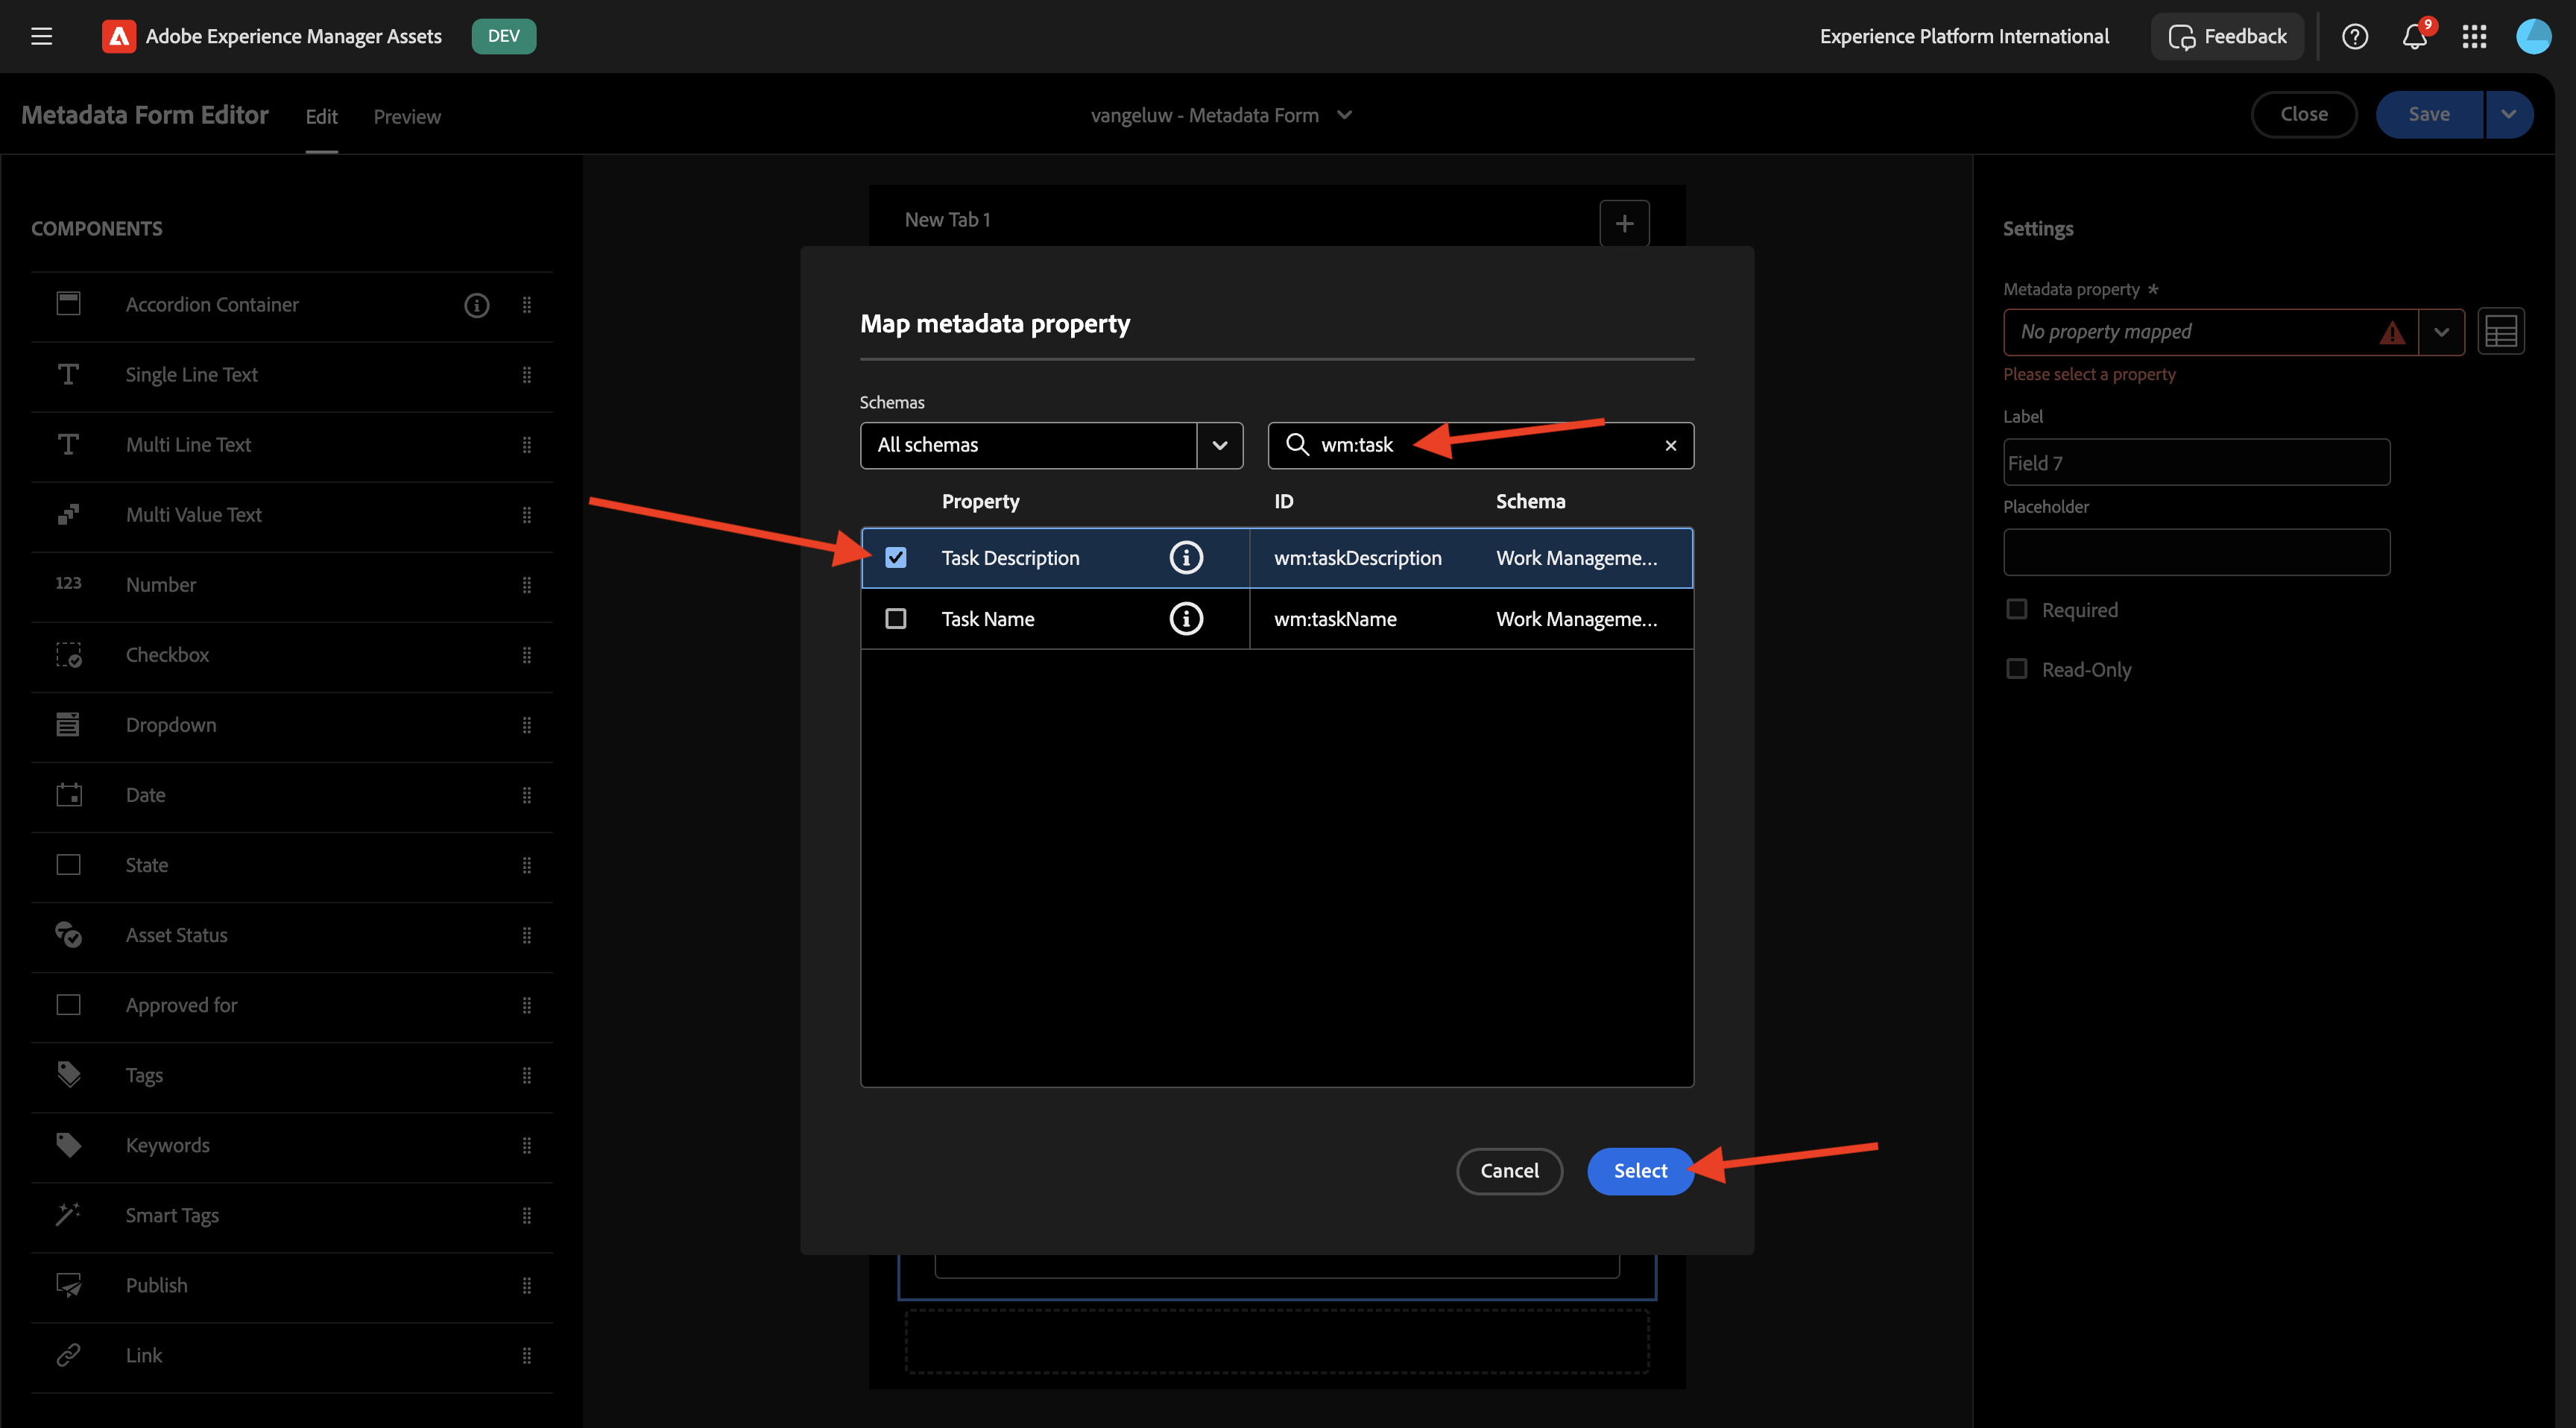 Adobe Experience Manager Assets
DEV
Experience Platform International
Feedback
9
Metadata Form Editor
Edit
Preview
vangeluw - Metadata Form
Close
Save
COMPONENTS
Accordion Container
Single Line Text
Multi Line Text
Multi Value Text
123
Number
Checkbox
Dropdown
Date
State
Asset Status
Approved for
Tags
Keywords
Smart Tags
Publish
Link
New Tab 1
Map metadata property
Schemas
All schemas
wm:task
Property ID Schema
Task Description wm:taskDescription Work Manageme...
Task Name wm:taskName Work Manageme...
Cancel
Select
Settings
Metadata property *
No property mapped
Please select a property
Label
Field 7
Placeholder
Required
Read-Only